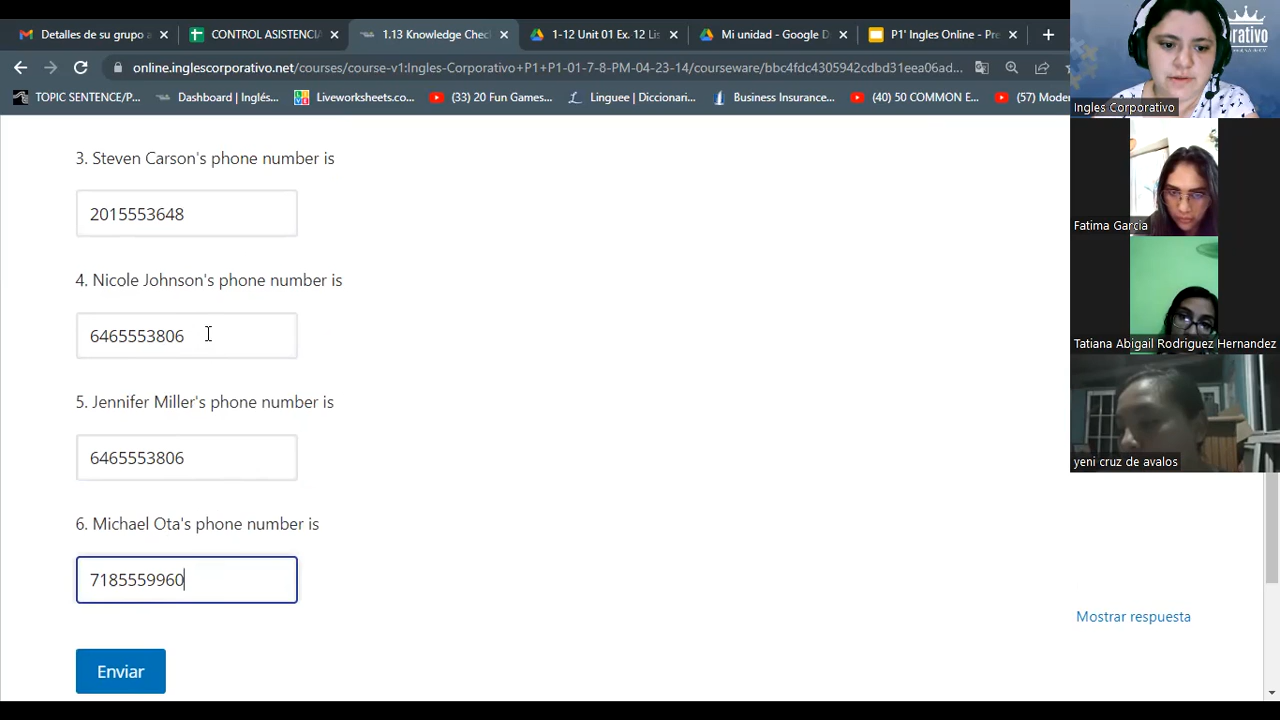 Detalles de su grupo a
CONTROL ASISTENCI
1.13 Knowledge Chec
1-12 Unit 01 Ex. 12 Lis
Mi unidad - Google D
P1' Ingles Online - Pre
online.inglescorporativo.net/courses/course-v1:Ingles-Corporativo+P1+P1-01-7-8-PM-04-23-14/courseware/bbc4fdc4305942cdbd31eea06ad...
TOPIC SENTENCE/P...
Dashboard | Inglés...
Liveworksheets.co...
(33) 20 Fun Games...
Linguee | Diccionari...
Business Insurance...
(40) 50 COMMON E...
(57) Mode
3. Steven Carson's phone number is
2015553648
4. Nicole Johnson's phone number is
6465553806
5. Jennifer Miller's phone number is
6465553806
6. Michael Ota's phone number is
7185559960
Mostrar respuesta
Enviar
Ingles Corporativo
Fatima Garcia
Tatiana Abigail Rodriguez Hernandez
yeni cruz de avalos